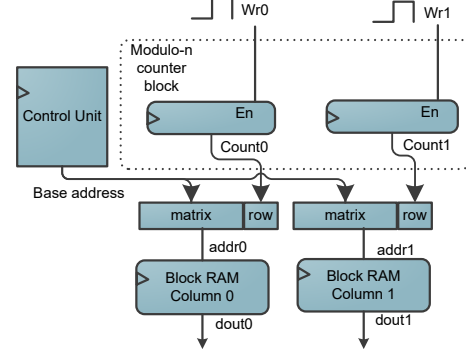 Wr0
Wr1
Modulo-n
counter
block
Control Unit
En
En
Count0
Count1
Base address
matrix
row
matrix
row
addr0
addr1
Block RAM
Column 0
Block RAM
Column 1
dout0
dout1